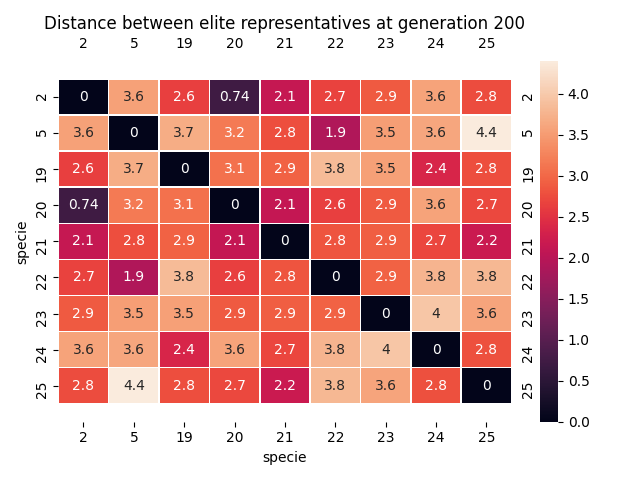 Distance between elite representatives at generation 200
2 5 19 20 21 22 23 24 25
2 0 3.6 2.6 0.74 2.1 2.7 2.9 3.6 2.8 2
5 3.6 0 3.7 3.2 2.8 1.9 3.5 3.6 4.4 5
19 2.6 3.7 0 3.1 2.9 3.8 3.5 2.4 2.8 19
20 0.74 3.2 3.1 0 2.1 2.6 2.9 3.6 2.7 20
21 2.1 2.8 2.9 2.1 0 2.8 2.9 2.7 2.2 21
22 2.7 1.9 3.8 2.6 2.8 0 2.9 3.8 3.8 22
23 2.9 3.5 3.5 2.9 2.9 2.9 0 4 3.6 23
24 3.6 3.6 2.4 3.6 2.7 3.8 4 0 2.8 24
25 2.8 4.4 2.8 2.7 2.2 3.8 3.6 2.8 0 25
2 5 19 20 21 22 23 24 25
specie
specie
4.0
3.5
3.0
2.5
2.0
1.5
1.0
0.5
0.0